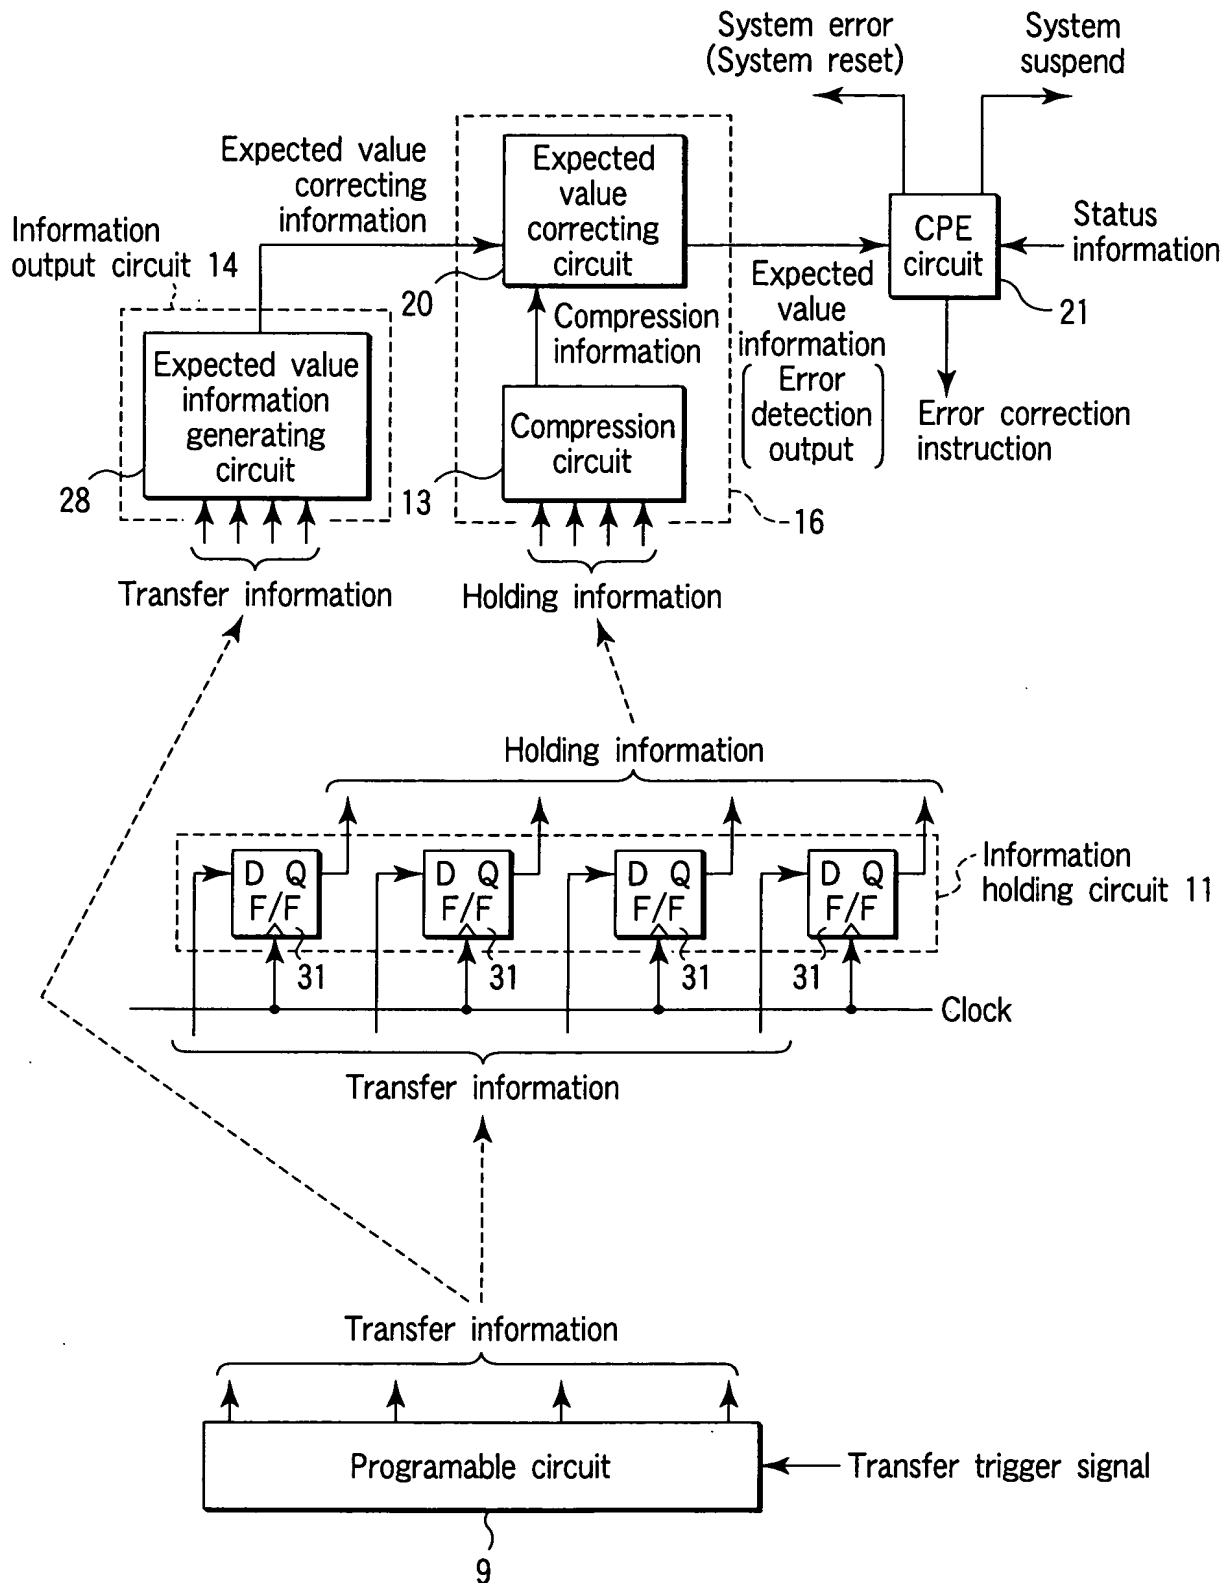 System error
(System reset)
System
suspend
Expected value
correcting
information
Expected
value
correcting
circuit
CPE
circuit
Status
information
Information
output circuit 14
20
21
Compression
information
Expected
value
information
Error
detection
output
Error correction
instruction
Expected value
information
generating
circuit
Compression
circuit
28
13
16
Transfer information
Holding information
Holding information
D Q
F/F
D Q
F/F
D Q
F/F
D Q
F/F
Information
holding circuit 11
31
31
31
31
Clock
Transfer information
Transfer information
Programable circuit
Transfer trigger signal
9